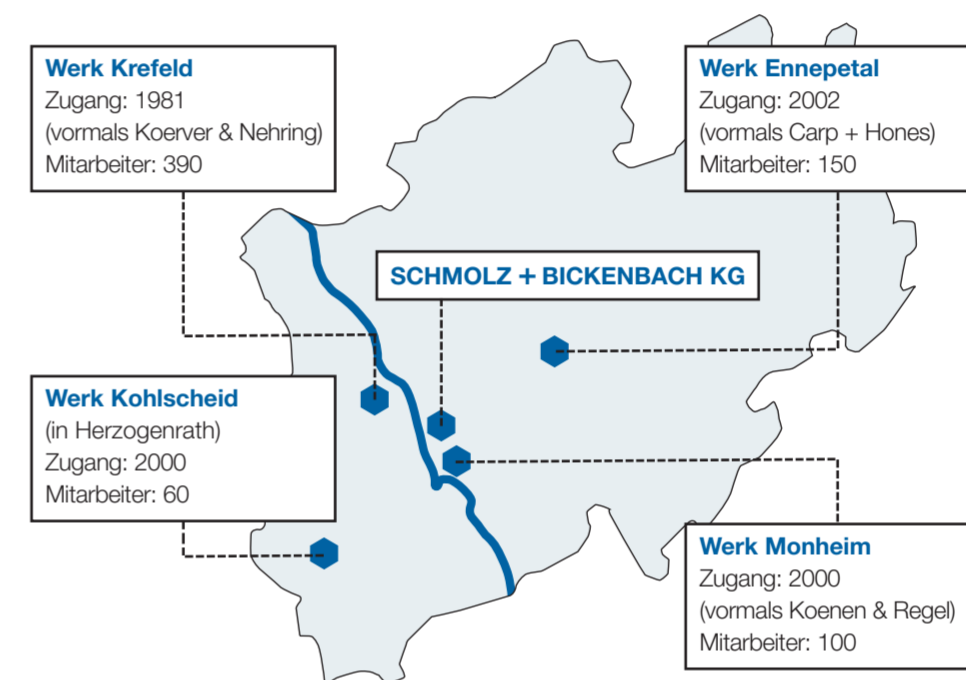 Werk Krefeld
Zugang: 1981
(vormals Koerver & Nehring)
Mitarbeiter: 390
Werk Ennepetal
Zugang: 2002
(vormals Carp + Hones)
Mitarbeiter: 150
SCHMOLZ + BICKENBACH KG
Werk Kohlscheid
(in Herzogenrath)
Zugang: 2000
Mitarbeiter: 60
Werk Monheim
Zugang: 2000
(vormals Koenen & Regel)
Mitarbeiter: 100